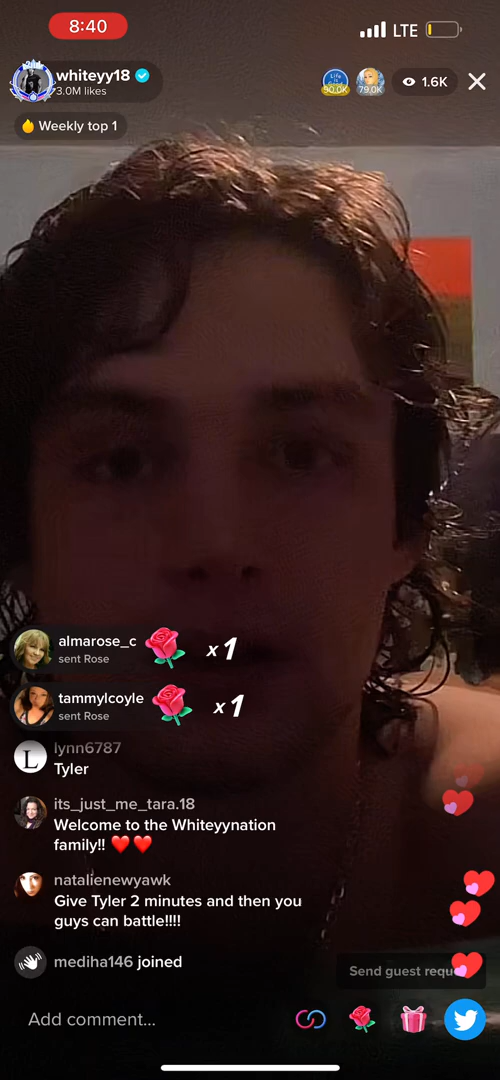 8:40
LTE
whiteyy18
3.0M likes
90.0K
79.0K
1.6K
Weekly top 1
almarose_c
sent Rose
x1
tammylcoyle
sent Rose
x1
L
lynn6787
Tyler
its_just_me_tara.18
Welcome to the Whiteyynation
family!! ❤️❤️
natalienewyawk
Give Tyler 2 minutes and then you
guys can battle!!!!
mediha146 joined
Send guest requ
Add comment...